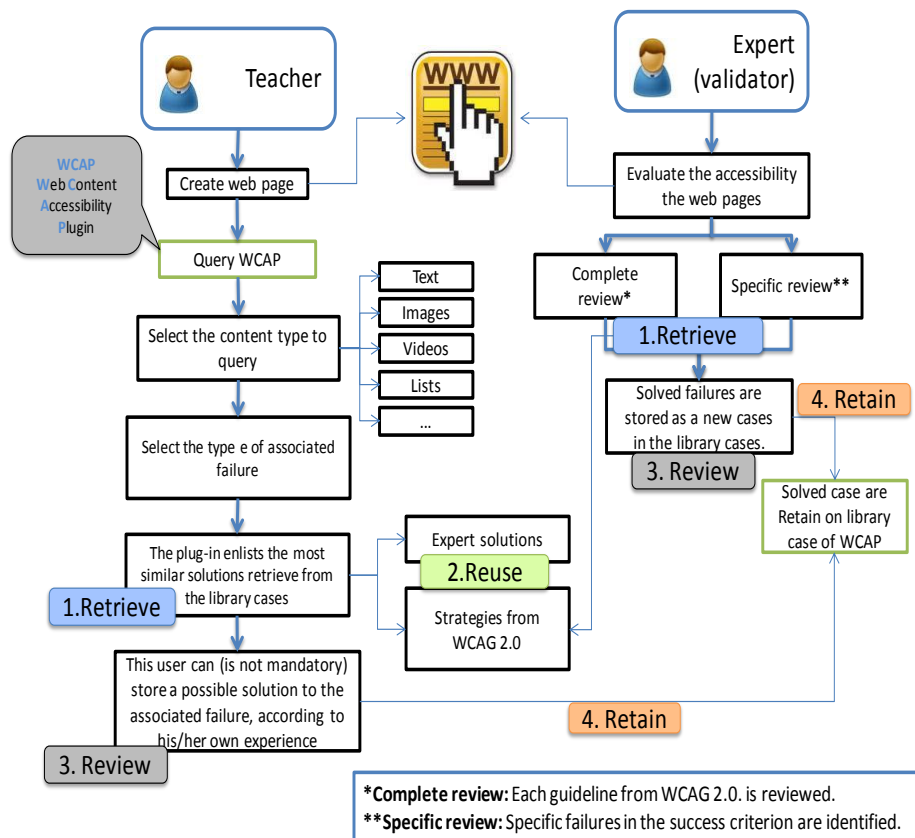 Teacher
WWW
Expert
(validator)
WCAP
Web Content
Accessibility
Plugin
Create web page
Evaluate the accessibility
the web pages
Query WCAP
Complete
review*
Specific review**
Text
Images
Videos
Lists
...
Select the content type to
query
1.Retrieve
Solved failures are
stored as a new cases
in the library cases.
4. Retain
3. Review
Select the type e of associated
failure
Solved case are
Retain on library
case of WCAP
The plug-in enlists the most
similar solutions retrieve from
the library cases
1.Retrieve
Expert solutions
2.Reuse
Strategies from
WCAG 2.0
This user can (is not mandatory)
store a possible solution to the
associated failure, according to
his/her own experience
3. Review
4. Retain
*Complete review: Each guideline from WCAG 2.0. is reviewed.
**Specific review: Specific failures in the success criterion are identified.